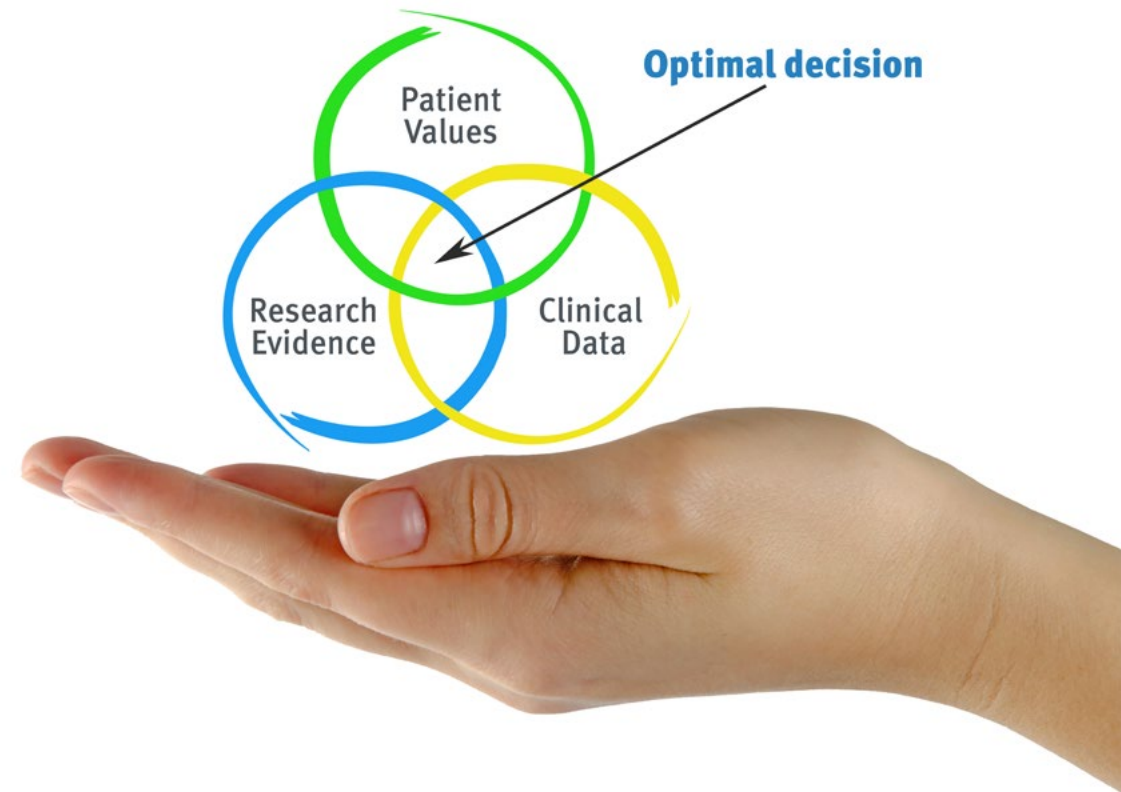 Optimal decision
Patient
Values
Research
Evidence
Clinical
Data